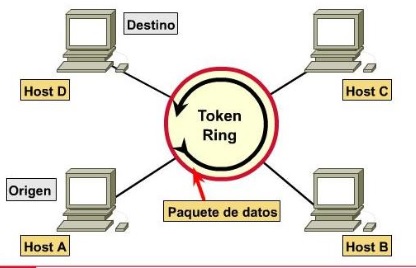 Destino
Host D
Host C
Token
Ring
Origen
Paquete de datos
Host A
Host B